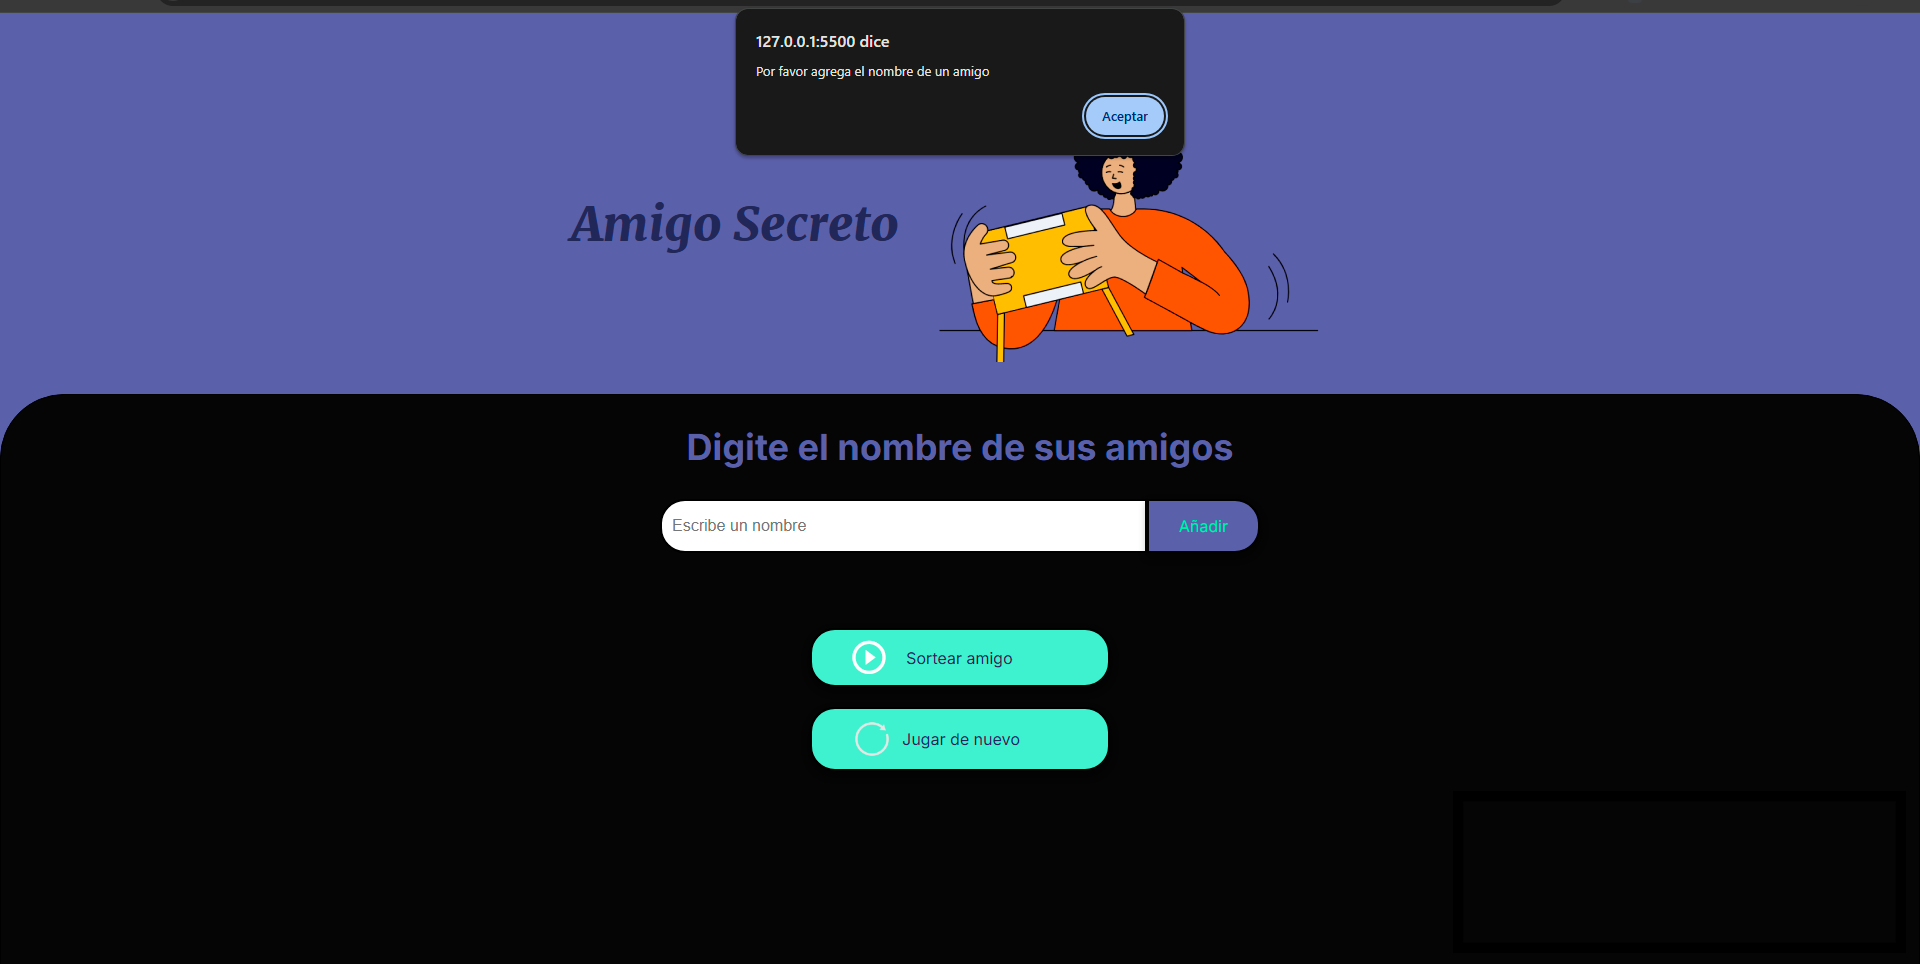 127.0.0.1:5500 dice
Por favor agrega el nombre de un amigo
Aceptar
Amigo Secreto
Digite el nombre de sus amigos
Escribe un nombre
Añadir
Sortear amigo
Jugar de nuevo